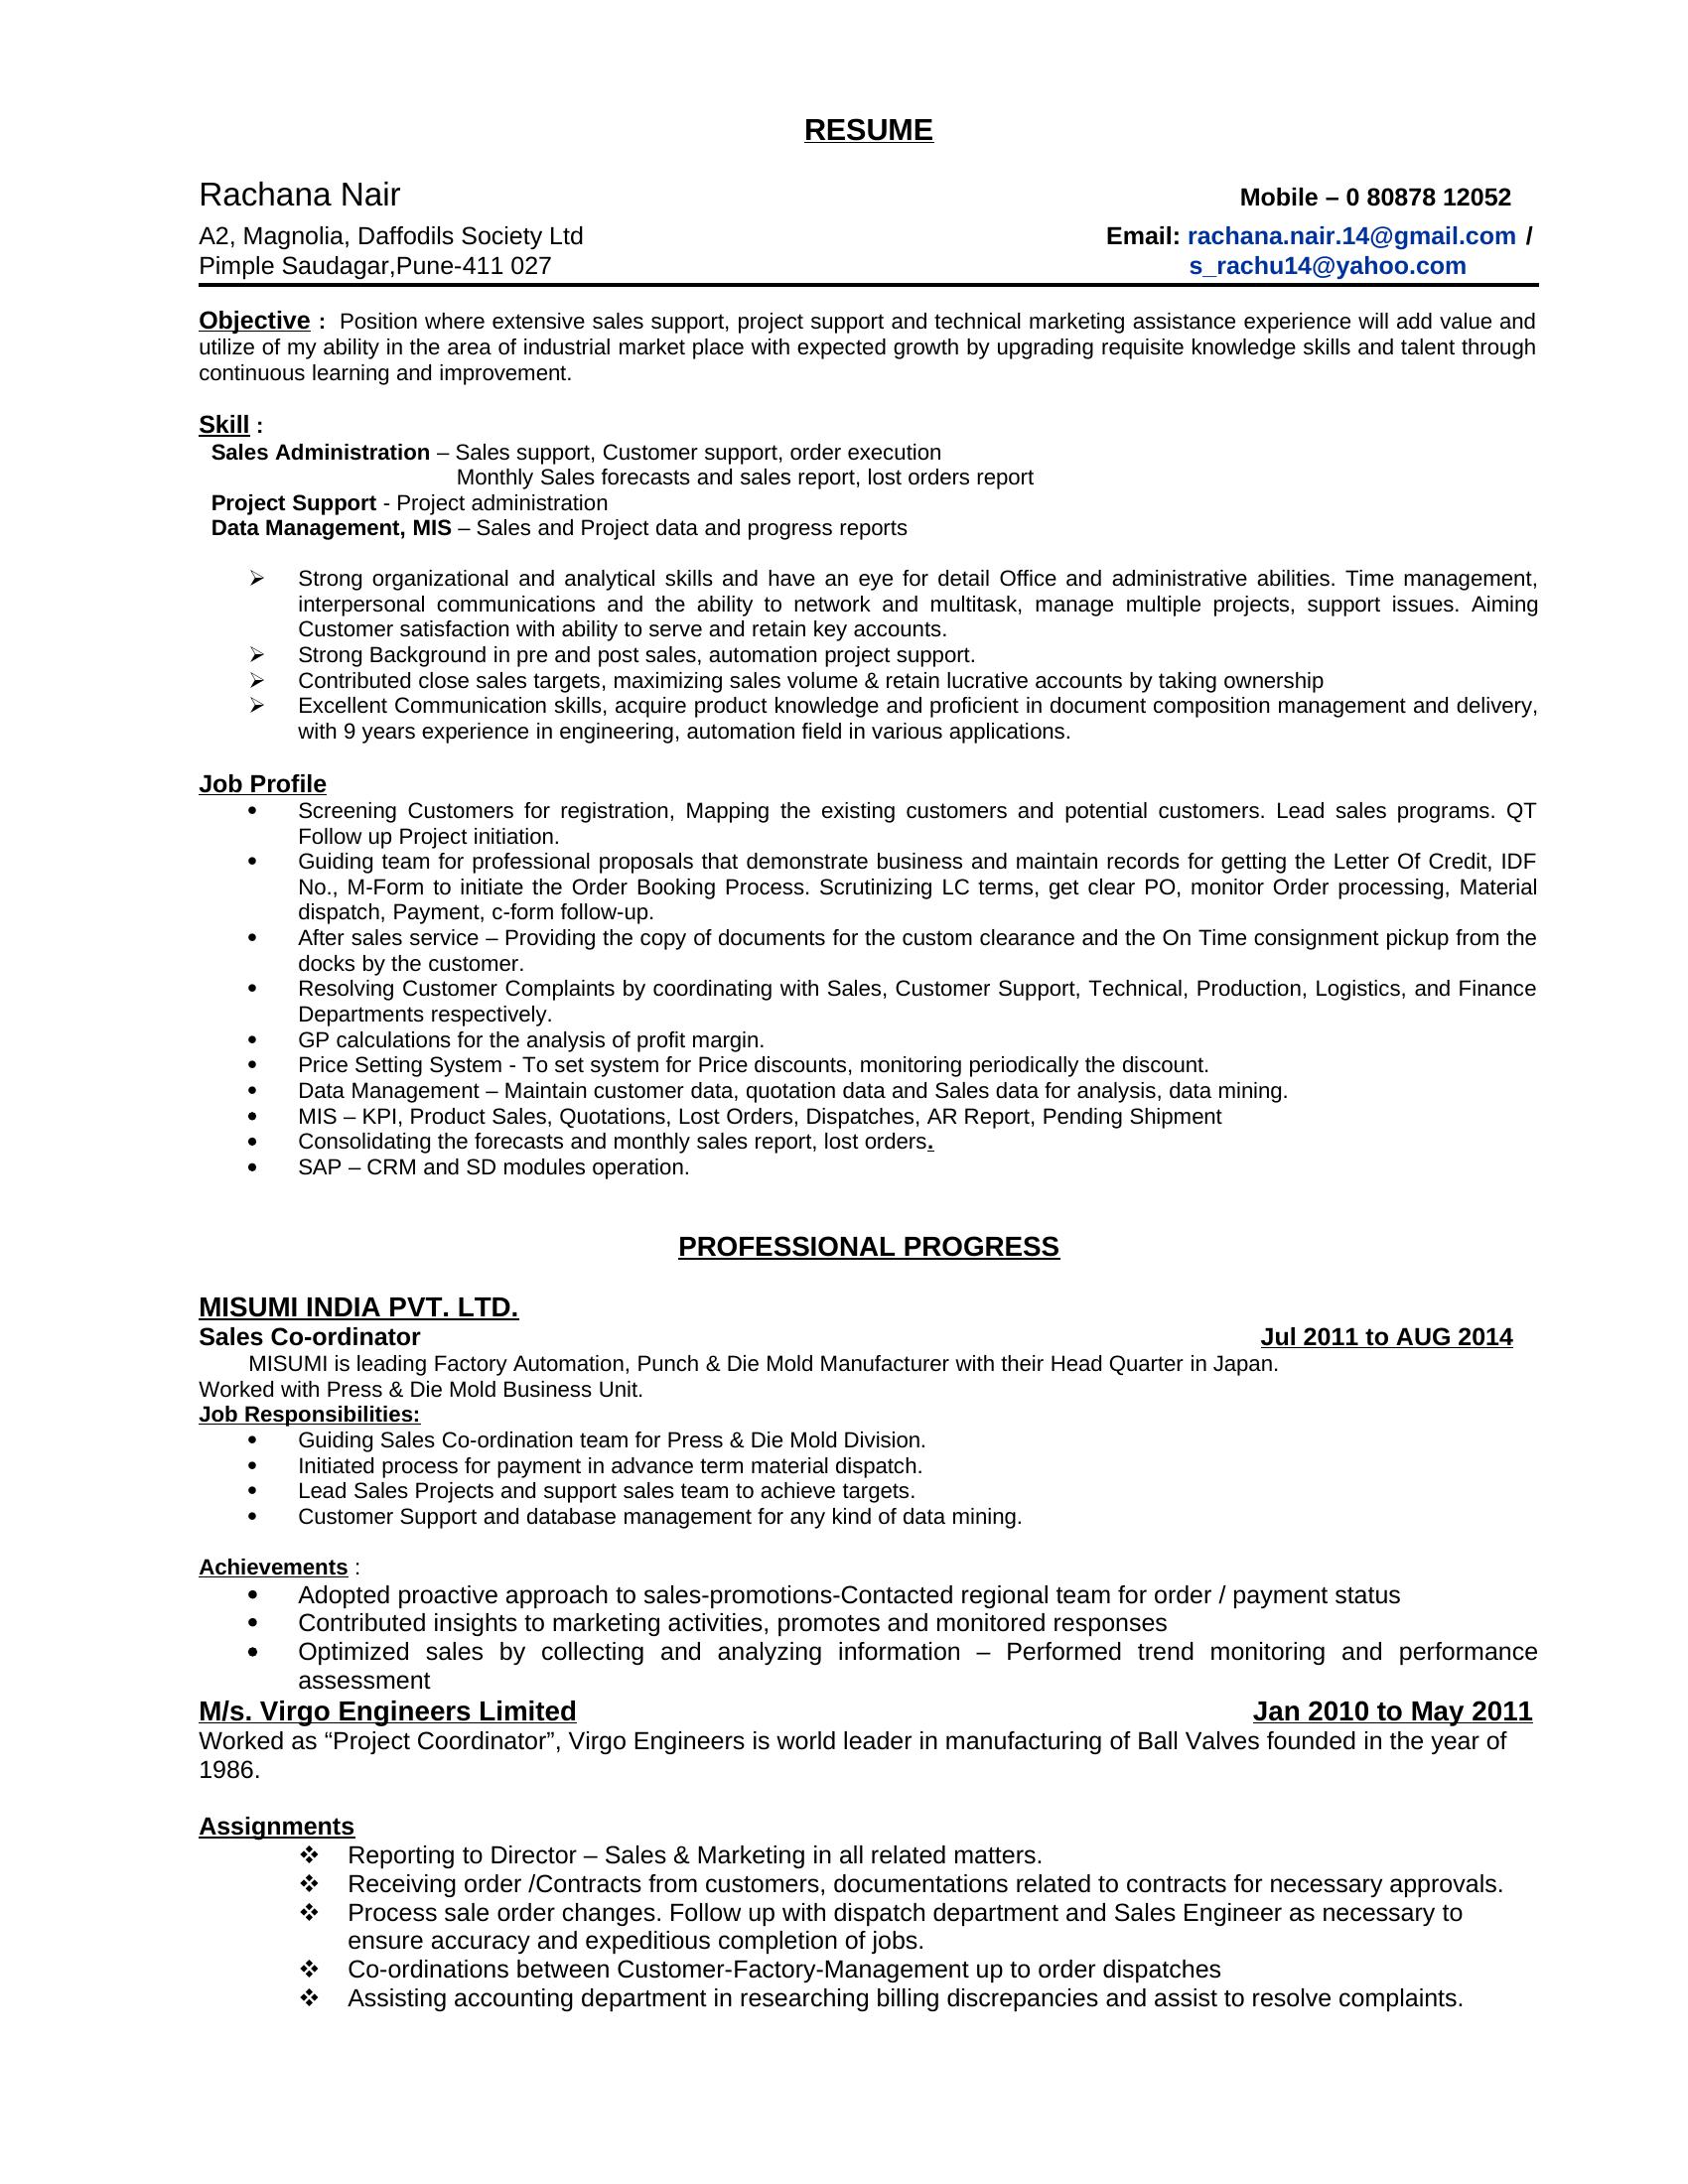 RESUME
Rachana Nair Mobile – 0 80878 12052
A2, Magnolia, Daffodils Society Ltd Email: rachana.nair.14@gmail.com /
Pimple Saudagar,Pune-411 027 s_rachu14@yahoo.com
Objective : Position where extensive sales support, project support and technical marketing assistance experience will add value and
utilize of my ability in the area of industrial market place with expected growth by upgrading requisite knowledge skills and talent through
continuous learning and improvement.
Skill :
Sales Administration – Sales support, Customer support, order execution
Monthly Sales forecasts and sales report, lost orders report
Project Support - Project administration
Data Management, MIS – Sales and Project data and progress reports
➢ Strong organizational and analytical skills and have an eye for detail Office and administrative abilities. Time management,
interpersonal communications and the ability to network and multitask, manage multiple projects, support issues. Aiming
Customer satisfaction with ability to serve and retain key accounts.
➢ Strong Background in pre and post sales, automation project support.
➢ Contributed close sales targets, maximizing sales volume & retain lucrative accounts by taking ownership
➢ Excellent Communication skills, acquire product knowledge and proficient in document composition management and delivery,
with 9 years experience in engineering, automation field in various applications.
Job Profile
• Screening Customers for registration, Mapping the existing customers and potential customers. Lead sales programs. QT
Follow up Project initiation.
• Guiding team for professional proposals that demonstrate business and maintain records for getting the Letter Of Credit, IDF
No., M-Form to initiate the Order Booking Process. Scrutinizing LC terms, get clear PO, monitor Order processing, Material
dispatch, Payment, c-form follow-up.
• After sales service – Providing the copy of documents for the custom clearance and the On Time consignment pickup from the
docks by the customer.
• Resolving Customer Complaints by coordinating with Sales, Customer Support, Technical, Production, Logistics, and Finance
Departments respectively.
• GP calculations for the analysis of profit margin.
• Price Setting System - To set system for Price discounts, monitoring periodically the discount.
• Data Management – Maintain customer data, quotation data and Sales data for analysis, data mining.
• MIS – KPI, Product Sales, Quotations, Lost Orders, Dispatches, AR Report, Pending Shipment
• Consolidating the forecasts and monthly sales report, lost orders.
• SAP – CRM and SD modules operation.
PROFESSIONAL PROGRESS
MISUMI INDIA PVT. LTD.
Sales Co-ordinator Jul 2011 to AUG 2014
MISUMI is leading Factory Automation, Punch & Die Mold Manufacturer with their Head Quarter in Japan.
Worked with Press & Die Mold Business Unit.
Job Responsibilities:
• Guiding Sales Co-ordination team for Press & Die Mold Division.
• Initiated process for payment in advance term material dispatch.
• Lead Sales Projects and support sales team to achieve targets.
• Customer Support and database management for any kind of data mining.
Achievements :
• Adopted proactive approach to sales-promotions-Contacted regional team for order / payment status
• Contributed insights to marketing activities, promotes and monitored responses
• Optimized sales by collecting and analyzing information – Performed trend monitoring and performance
assessment
M/s. Virgo Engineers Limited Jan 2010 to May 2011
Worked as “Project Coordinator”, Virgo Engineers is world leader in manufacturing of Ball Valves founded in the year of
1986.
Assignments
❖ Reporting to Director – Sales & Marketing in all related matters.
❖ Receiving order /Contracts from customers, documentations related to contracts for necessary approvals.
❖ Process sale order changes. Follow up with dispatch department and Sales Engineer as necessary to
ensure accuracy and expeditious completion of jobs.
❖ Co-ordinations between Customer-Factory-Management up to order dispatches
❖ Assisting accounting department in researching billing discrepancies and assist to resolve complaints.